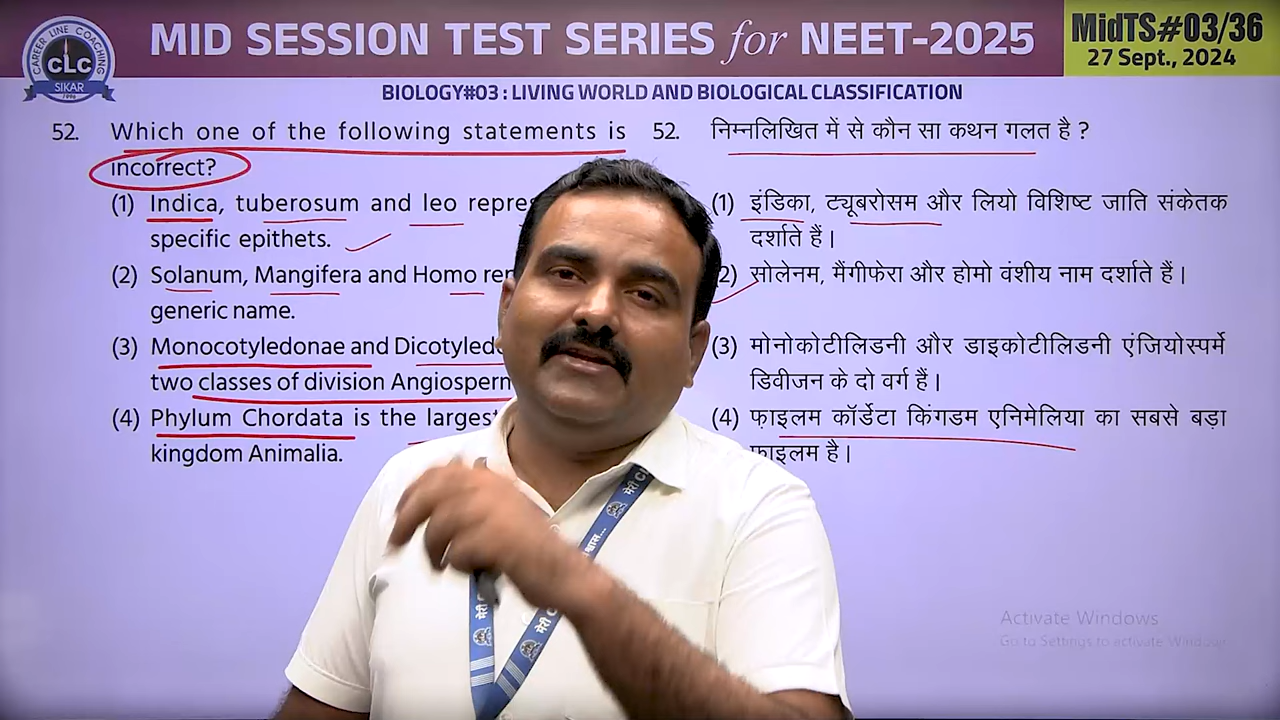 MID SESSION TEST SERIES for NEET-2025
MidTS#03/36
27 Sept., 2024
CAREER LINE COACHING
CLC
SIKAR
BIOLOGY#03 : LIVING WORLD AND BIOLOGICAL CLASSIFICATION
52. Which one of the following statements is
incorrect?
(1) Indica, tuberosum and leo repres
specific epithets.
(2) Solanum, Mangifera and Homo rep
generic name.
(3) Monocotyledonae and Dicotyled
two classes of division Angiosperm
(4) Phylum Chordata is the largest
kingdom Animalia.
52. निम्नलिखित में से कौन सा कथन गलत है ?
(1) इंडिका, ट्यूबरोसम और लियो विशिष्ट जाति संकेतक
दर्शाते हैं।
2) सोलेनम, मैंगीफेरा और होमो वंशीय नाम दर्शाते हैं।
(3) मोनोकोटीलिडनी और डाइकोटीलिडनी एंजियोस्पर्मे
डिवीजन के दो वर्ग हैं।
(4) फ़ाइलम कॉर्डेटा किंगडम एनिमेलिया का सबसे बड़ा
फाइलम है।
मेरी
मेरी
मेरी
Activate Windows
Go to Settings to activate Windows.